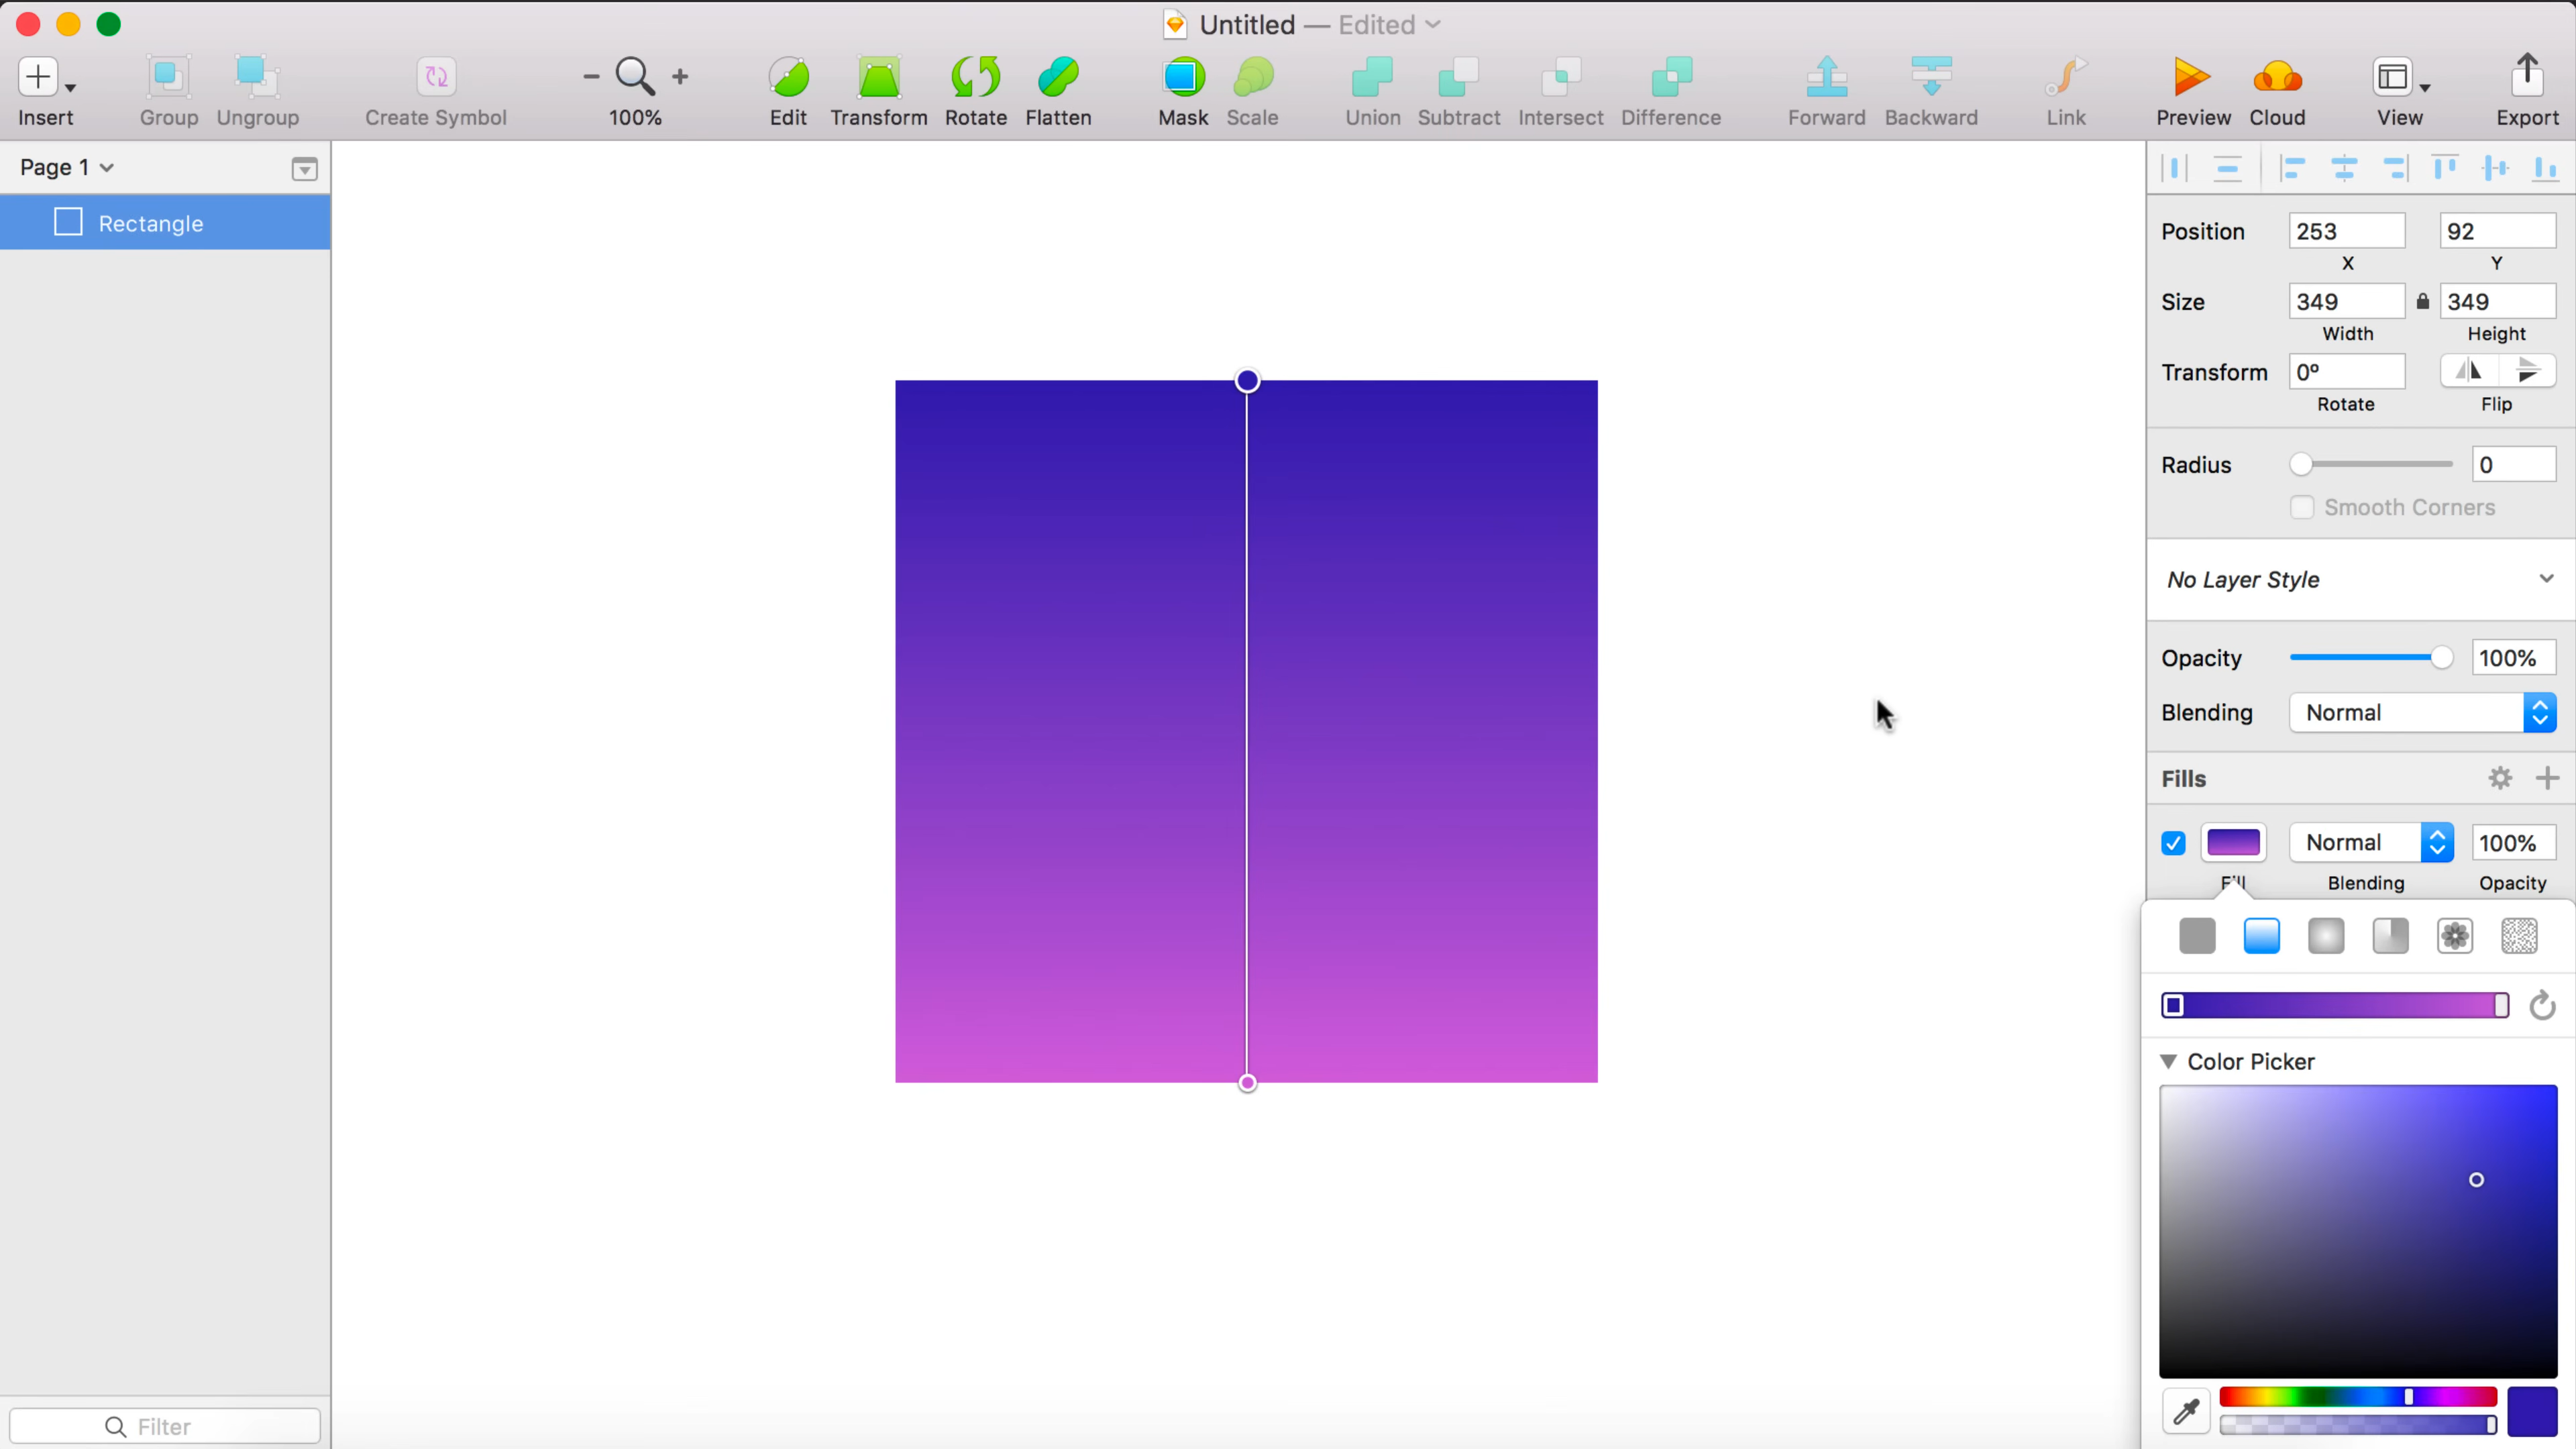 Untitled — Edited
Insert
Group
Ungroup
Create Symbol
100%
Edit
Transform
Rotate
Flatten
Mask
Scale
Union
Subtract
Intersect
Difference
Forward
Backward
Link
Preview
Cloud
View
Export
Page 1
Rectangle
Filter
Position 253 92
X Y
Size 349 349
Width Height
Transform 0º
Rotate Flip
Radius 0
Smooth Corners
No Layer Style
Opacity 100%
Blending Normal
Fills
Normal 100%
Fill Blending Opacity
Color Picker